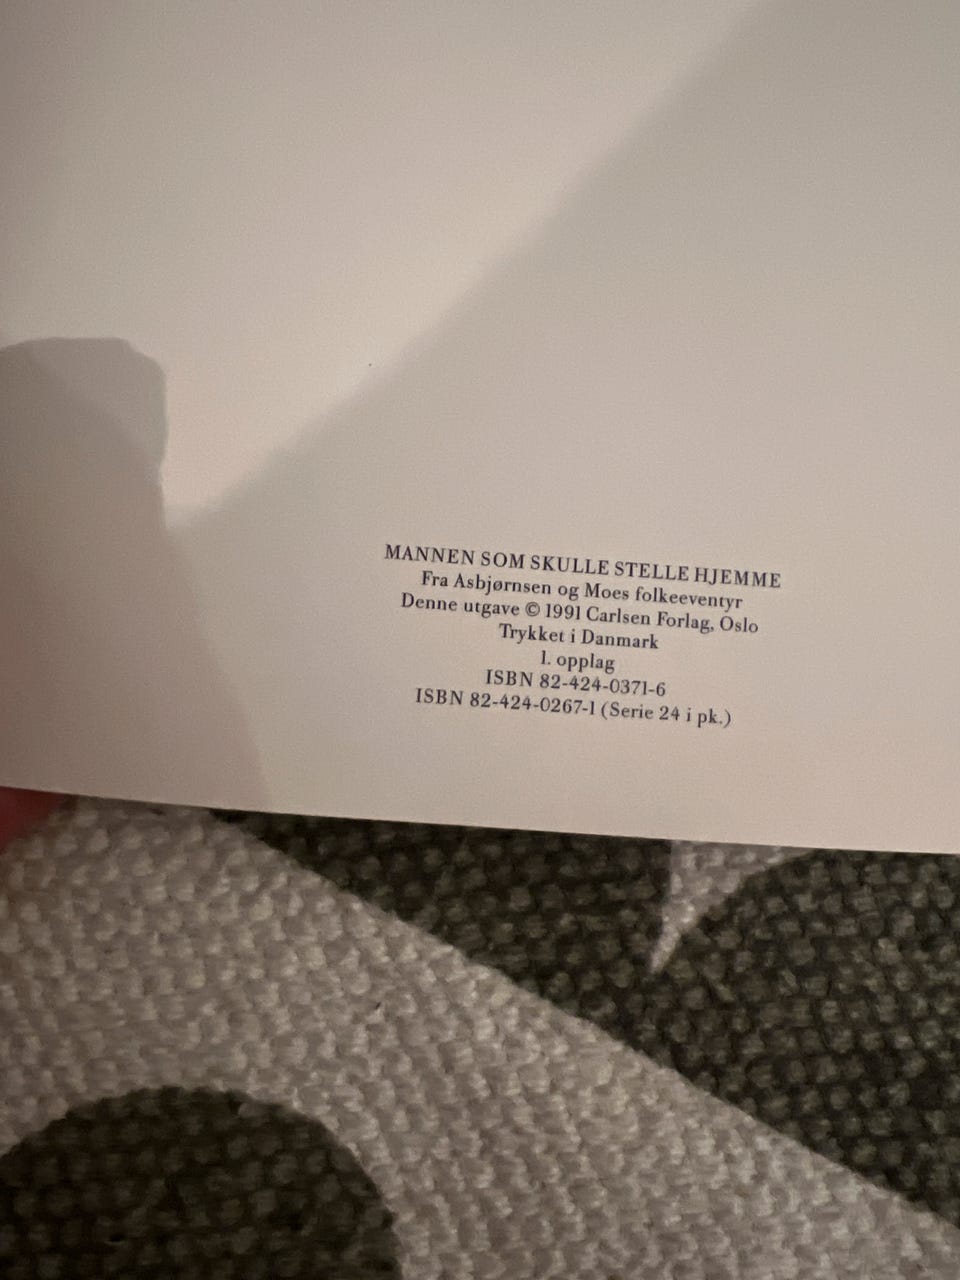 MANNEN SOM SKULLE STELLE HJEMME
Fra Asbjørnsen og Moes folkeeventyr
Denne utgave © 1991 Carlsen Forlag, Oslo
Trykket i Danmark
1. opplag
ISBN 82-424-0371-6
ISBN 82-424-0267-1 (Serie 24 i pk.)